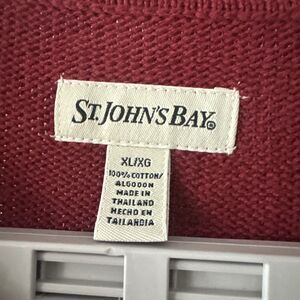 ST. JOHN'S BAY®
XL/XG
100% COTTON/
ALGODON
MADE IN
THAILAND
HECHO EN
TAILANDIA